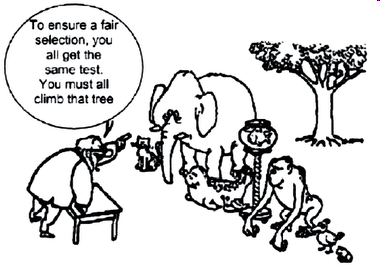 To ensure a fair
selection, you
all get the
same test.
You must all
climb that tree